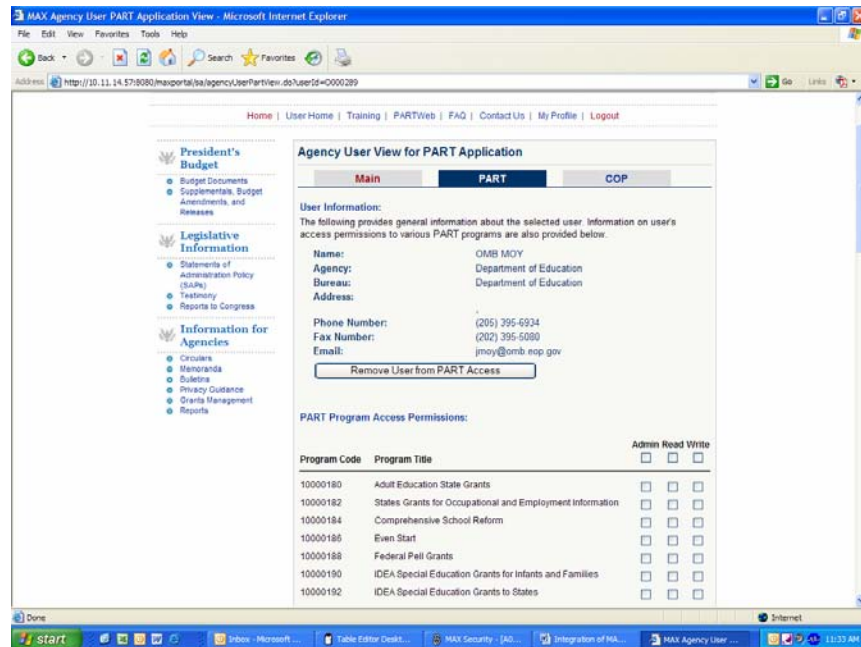 MAX Agency User PART Application View - Microsoft Internet Explorer
File Edit View Favorites Tools Help
Back Search Favorites
Address http://10.11.14.57:8080/maxportal/sa/agencyUserPartView.do?userId=O000289 Go Links
Home | User Home | Training | PARTWeb | FAQ | Contact Us | My Profile | Logout
President's
Budget
Budget Documents
Supplementals, Budget
Amendments, and
Releases
Legislative
Information
Statements of
Administration Policy
(SAPs)
Testimony
Reports to Congress
Information for
Agencies
Circulars
Memoranda
Bulletins
Privacy Guidance
Grants Management
Reports
Agency User View for PART Application
Main PART COP
User Information:
The following provides general information about the selected user. Information on user's
access permissions to various PART programs are also provided below.
Name: OMB MOY
Agency: Department of Education
Bureau: Department of Education
Address:
,
Phone Number: (205) 395-6934
Fax Number: (202) 395-5080
Email: jmoy@omb.eop.gov
Remove User from PART Access
PART Program Access Permissions:
Admin Read Write
Program Code Program Title
10000180 Adult Education State Grants
10000182 States Grants for Occupational and Employment Information
10000184 Comprehensive School Reform
10000186 Even Start
10000188 Federal Pell Grants
10000190 IDEA Special Education Grants for Infants and Families
10000192 IDEA Special Education Grants to States
Done Internet
start Inbox - Microsoft ... Table Editor Deskt... MAX Security - [A0... Integration of MA... MAX Agency User ... 11:33 AM